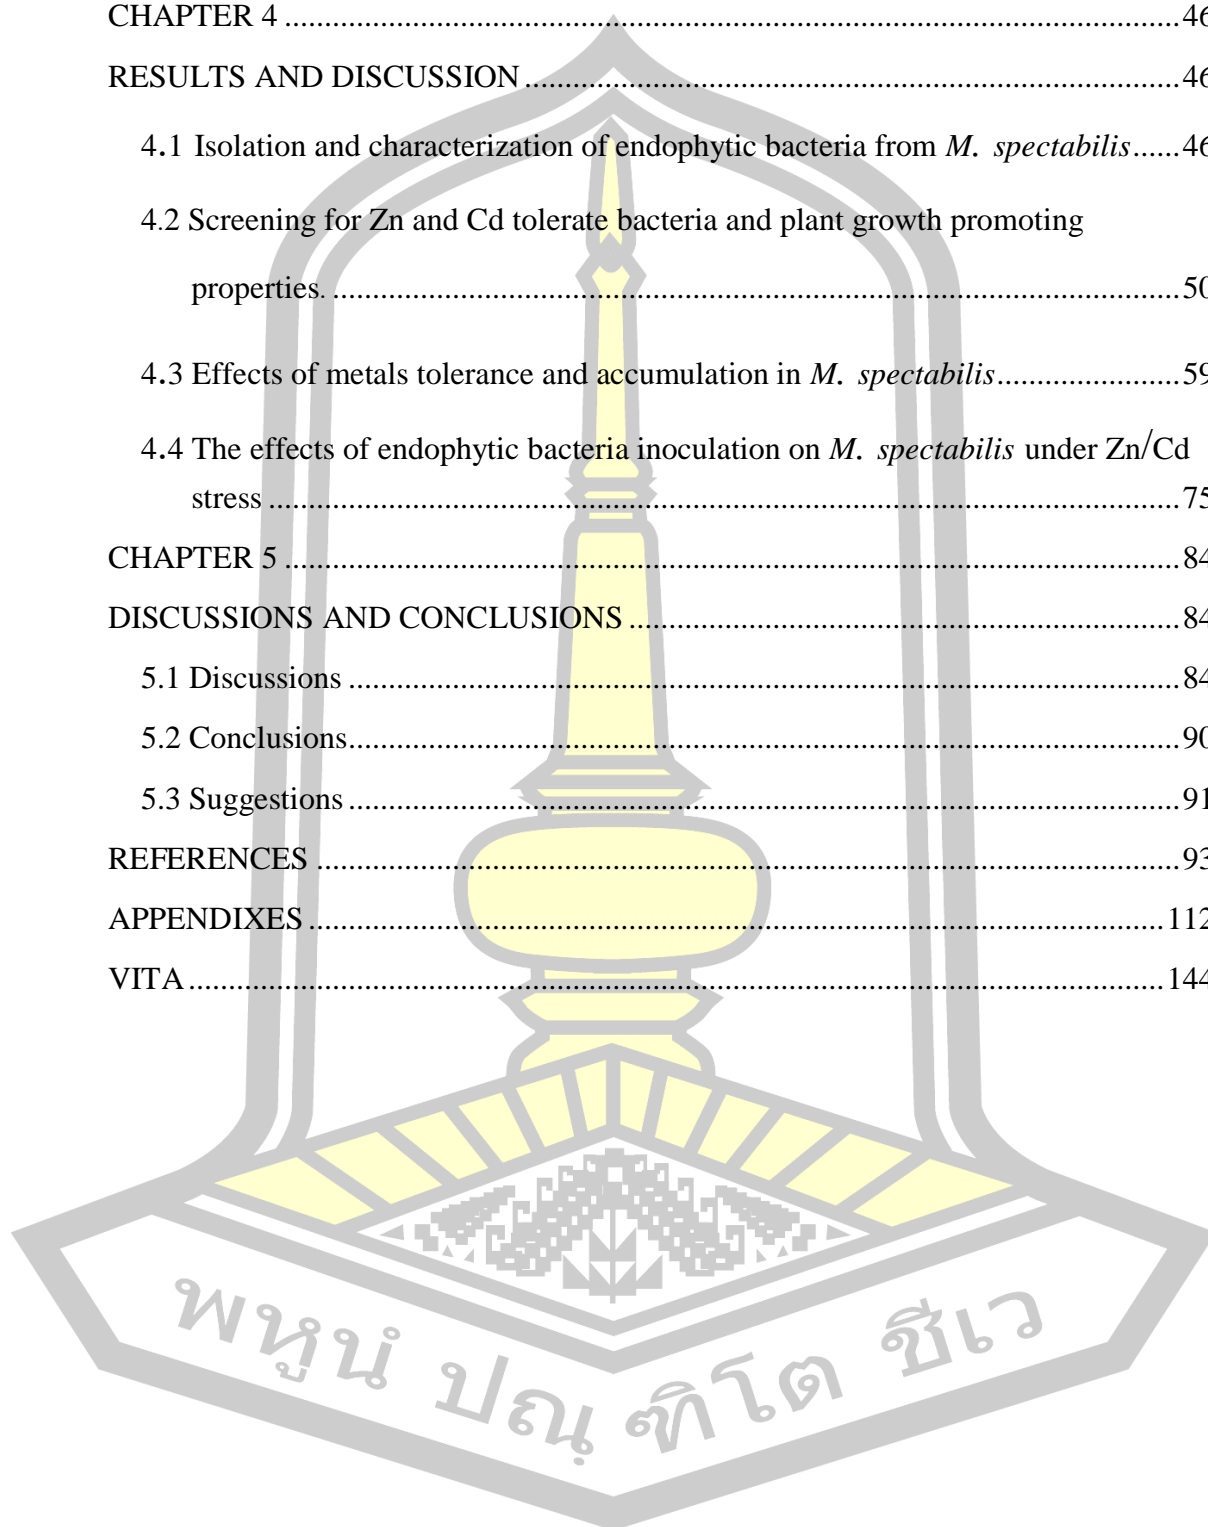 CHAPTER 4 ................................................................ 46
RESULTS AND DISCUSSION ................................................................ 46
4.1 Isolation and characterization of endophytic bacteria from M. spectabilis ...... 46
4.2 Screening for Zn and Cd tolerate bacteria and plant growth promoting
properties. ................................................................ 50
4.3 Effects of metals tolerance and accumulation in M. spectabilis .................... 59
4.4 The effects of endophytic bacteria inoculation on M. spectabilis under Zn/Cd
stress ................................................................ 75
CHAPTER 5 ................................................................ 84
DISCUSSIONS AND CONCLUSIONS ................................................................ 84
5.1 Discussions ................................................................ 84
5.2 Conclusions ................................................................ 90
5.3 Suggestions ................................................................ 91
REFERENCES ................................................................ 93
APPENDIXES ................................................................ 112
VITA ................................................................ 144
พหูนํ ปณฺฑิโต ชีเว